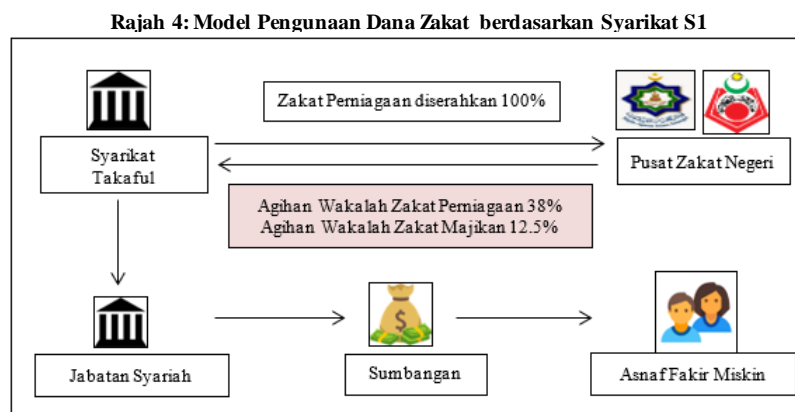 Rajah 4: Model Pengunaan Dana Zakat berdasarkan Syarikat S1
Zakat Perniagaan diserahkan 100%
Syarikat
Takaful
Pusat Zakat Negeri
Agihan Wakalah Zakat Perniagaan 38%
Agihan Wakalah Zakat Majikan 12.5%
$
Jabatan Syariah
Sumbangan
Asnaf Fakir Miskin